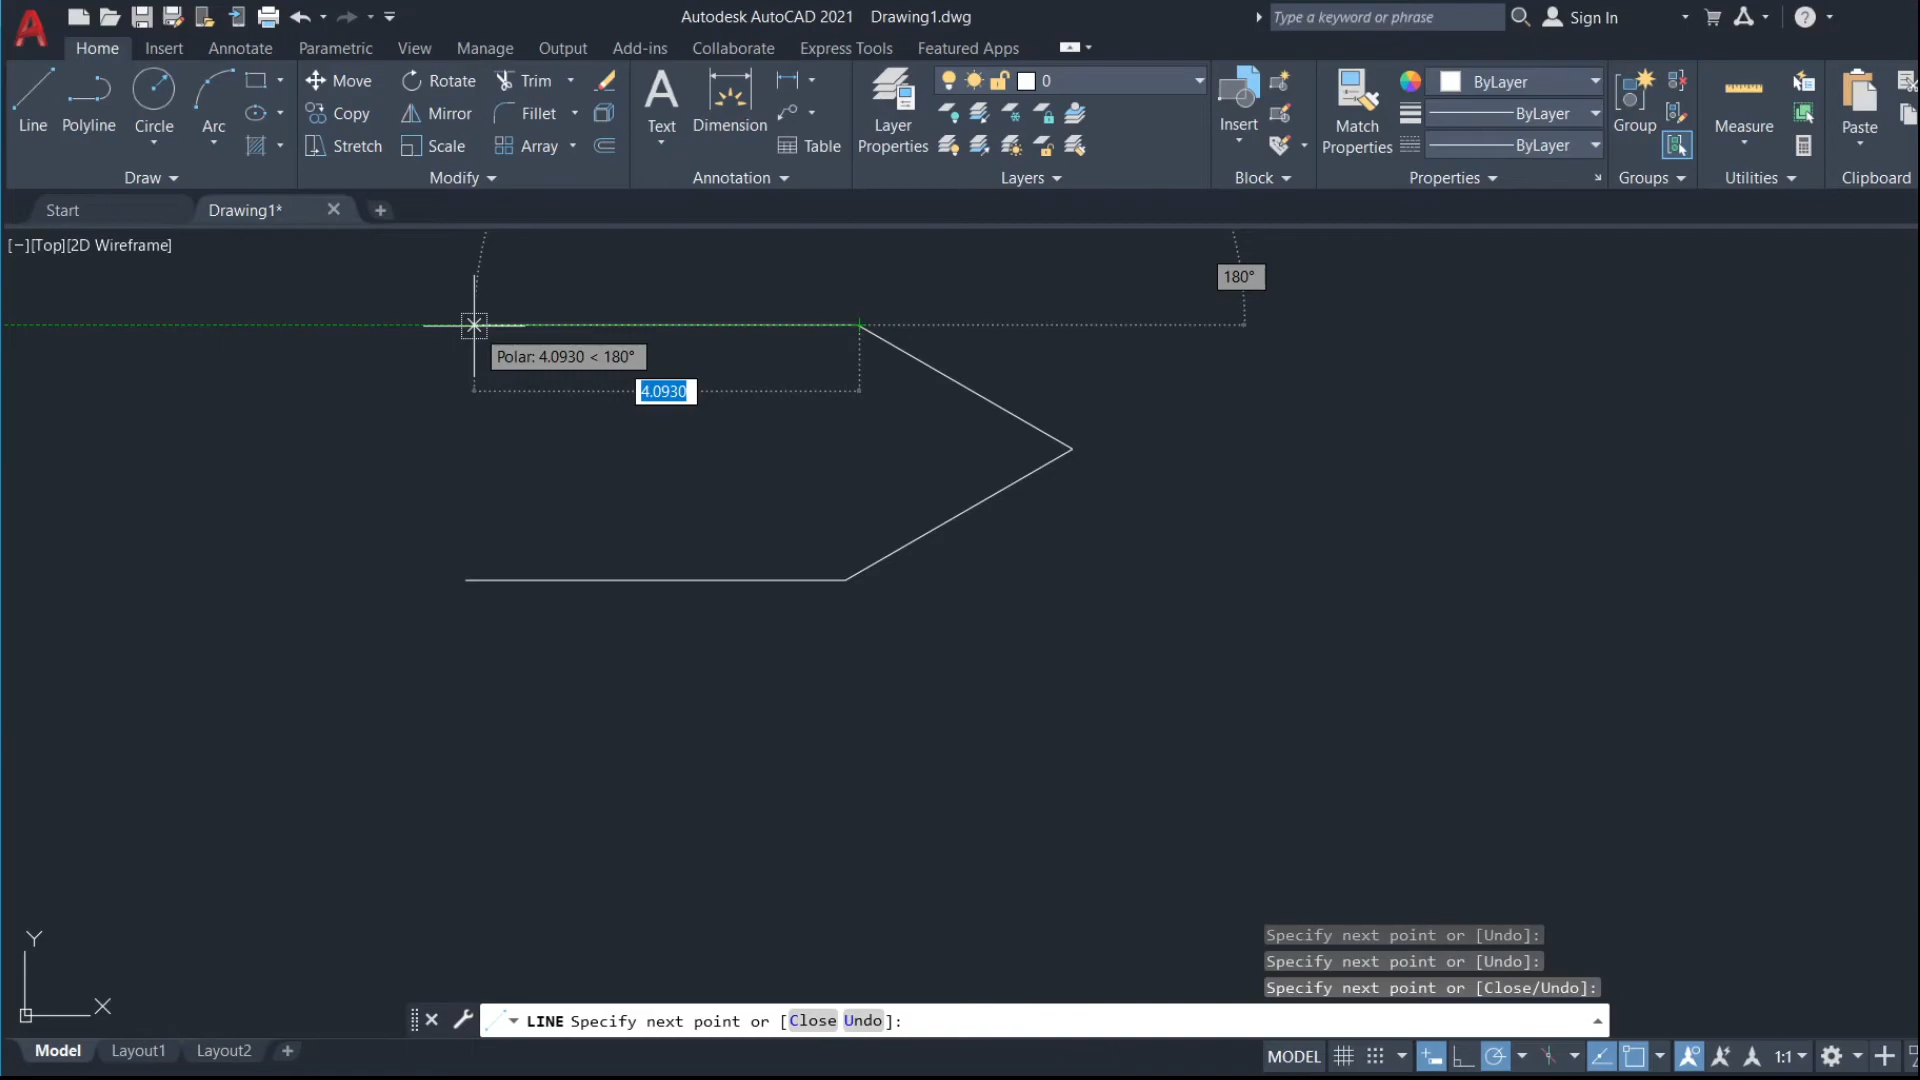 Autodesk AutoCAD 2021 Drawing1.dwg
Type a keyword or phrase
Sign In
Home Insert Annotate Parametric View Manage Output Add-ins Collaborate Express Tools Featured Apps
Line Polyline Circle Arc
Move Rotate Trim
Copy Mirror Fillet
Stretch Scale Array
Text Dimension Table
Layer Properties
0
Insert
Match Properties
ByLayer
ByLayer
ByLayer
Group
Measure
Paste
Draw Modify Annotation Layers Block Properties Groups Utilities Clipboard
Start Drawing1*
[−][Top][2D Wireframe]
180°
Polar: 4.0930 < 180°
4.0930
Y
X
Specify next point or [Undo]:
Specify next point or [Undo]:
Specify next point or [Close/Undo]:
LINE Specify next point or [Close Undo]:
Model Layout1 Layout2
MODEL
1:1